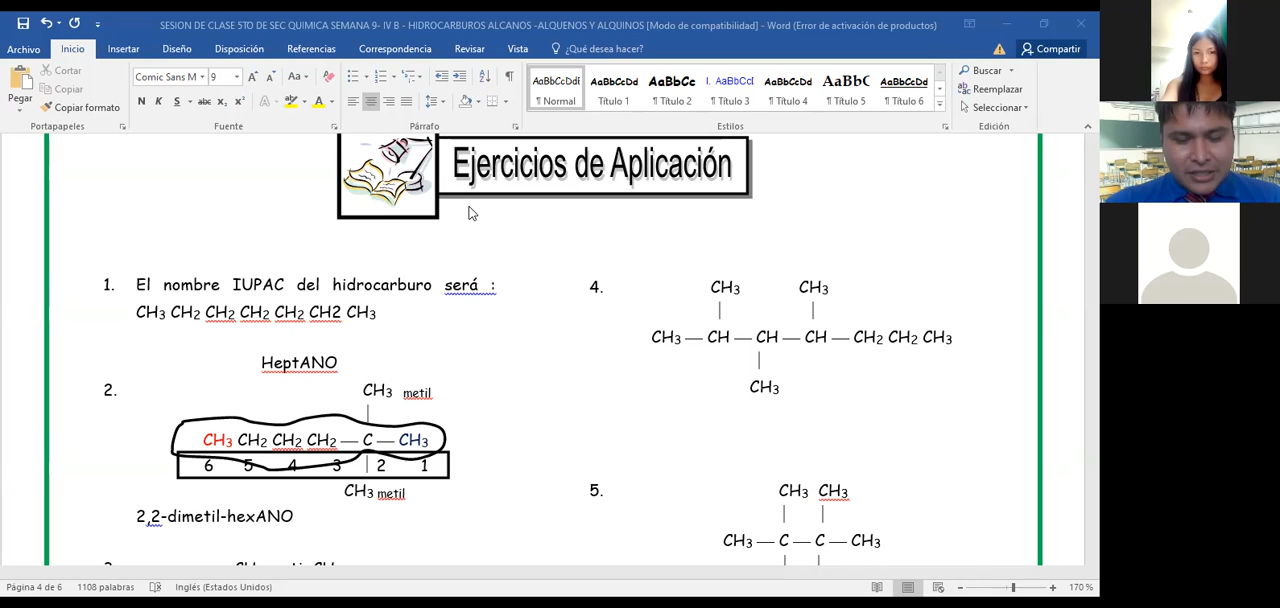 SESION DE CLASE 5TO DE SEC QUIMICA SEMANA 9- IV B - HIDROCARBUROS ALCANOS -ALQUENOS Y ALQUINOS [Modo de compatibilidad] - Word (Error de activación de productos)
Archivo Inicio Insertar Diseño Disposición Referencias Correspondencia Revisar Vista ¿Qué desea hacer? Compartir
Pegar
Cortar
Copiar
Copiar formato
Comic Sans M 9
N K S abc x₂ x²
AaBbCcDdI AaBbCcDd AaBbCc I. AaBbCcI AaBbCcDd AaBbC AaBbCcDd
¶ Normal ¶ Título 1 ¶ Título 2 ¶ Título 3 ¶ Título 4 ¶ Título 5 ¶ Título 6
Buscar
Reemplazar
Seleccionar
Portapapeles Fuente Párrafo Estilos Edición
Ejercicios de Aplicación
1. El nombre IUPAC del hidrocarburo será :
CH3 CH2 CH2 CH2 CH2 CH2 CH3
HeptANO
2.
CH3 metil
|
CH3 CH2 CH2 CH2 — C — CH3
6 5 4 3 | 2 1
CH3 metil
2,2-dimetil-hexANO
4.
CH3 CH3
| |
CH3 — CH — CH — CH — CH2 CH2 CH3
|
CH3
5.
CH3 CH3
| |
CH3 — C — C — CH3
| |
Página 4 de 6 1108 palabras Inglés (Estados Unidos) 170 %